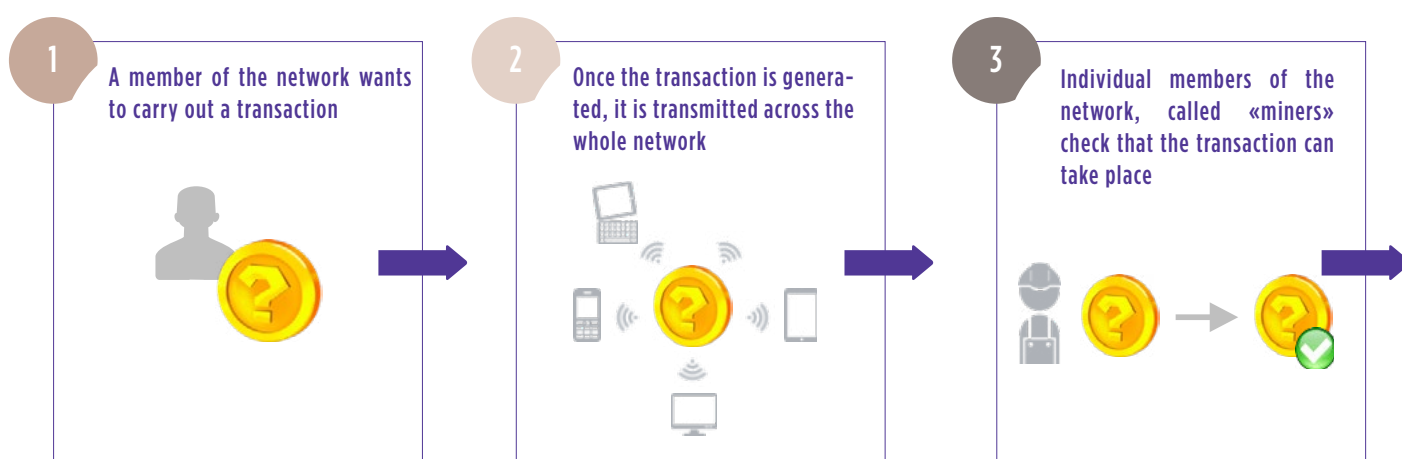 1
A member of the network wants
to carry out a transaction
2
Once the transaction is genera-
ted, it is transmitted across the
whole network
3
Individual members of the
network, called «miners»
check that the transaction can
take place